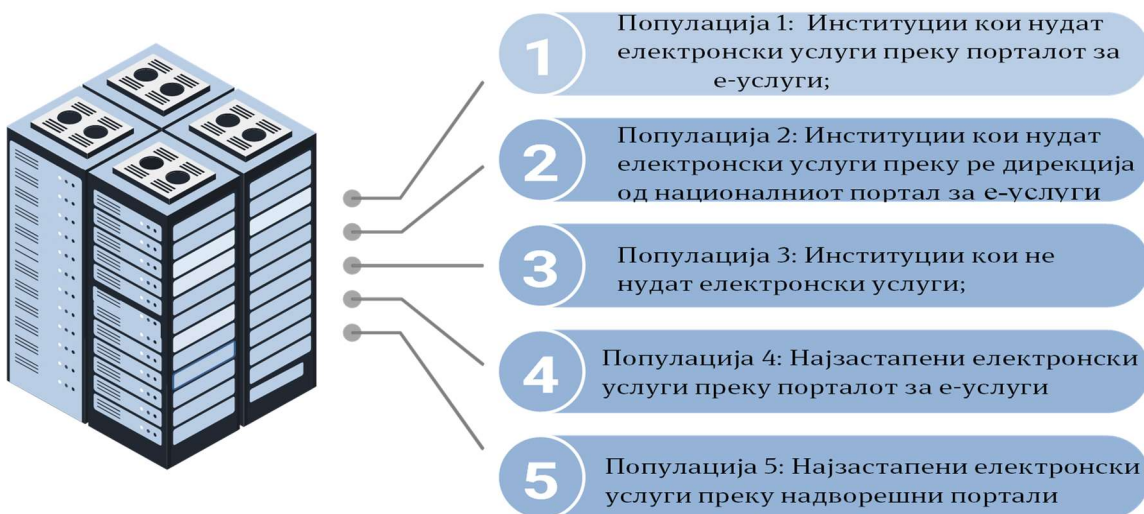 1
Популација 1: Институции кои нудат
електронски услуги преку порталот за
е-услуги;
2
Популација 2: Институции кои нудат
електронски услуги преку ре дирекција
од националниот портал за е-услуги
3
Популација 3: Институции кои не
нудат електронски услуги;
4
Популација 4: Најзастапени електронски
услуги преку порталот за е-услуги
5
Популација 5: Најзастапени електронски
услуги преку надворешни портали